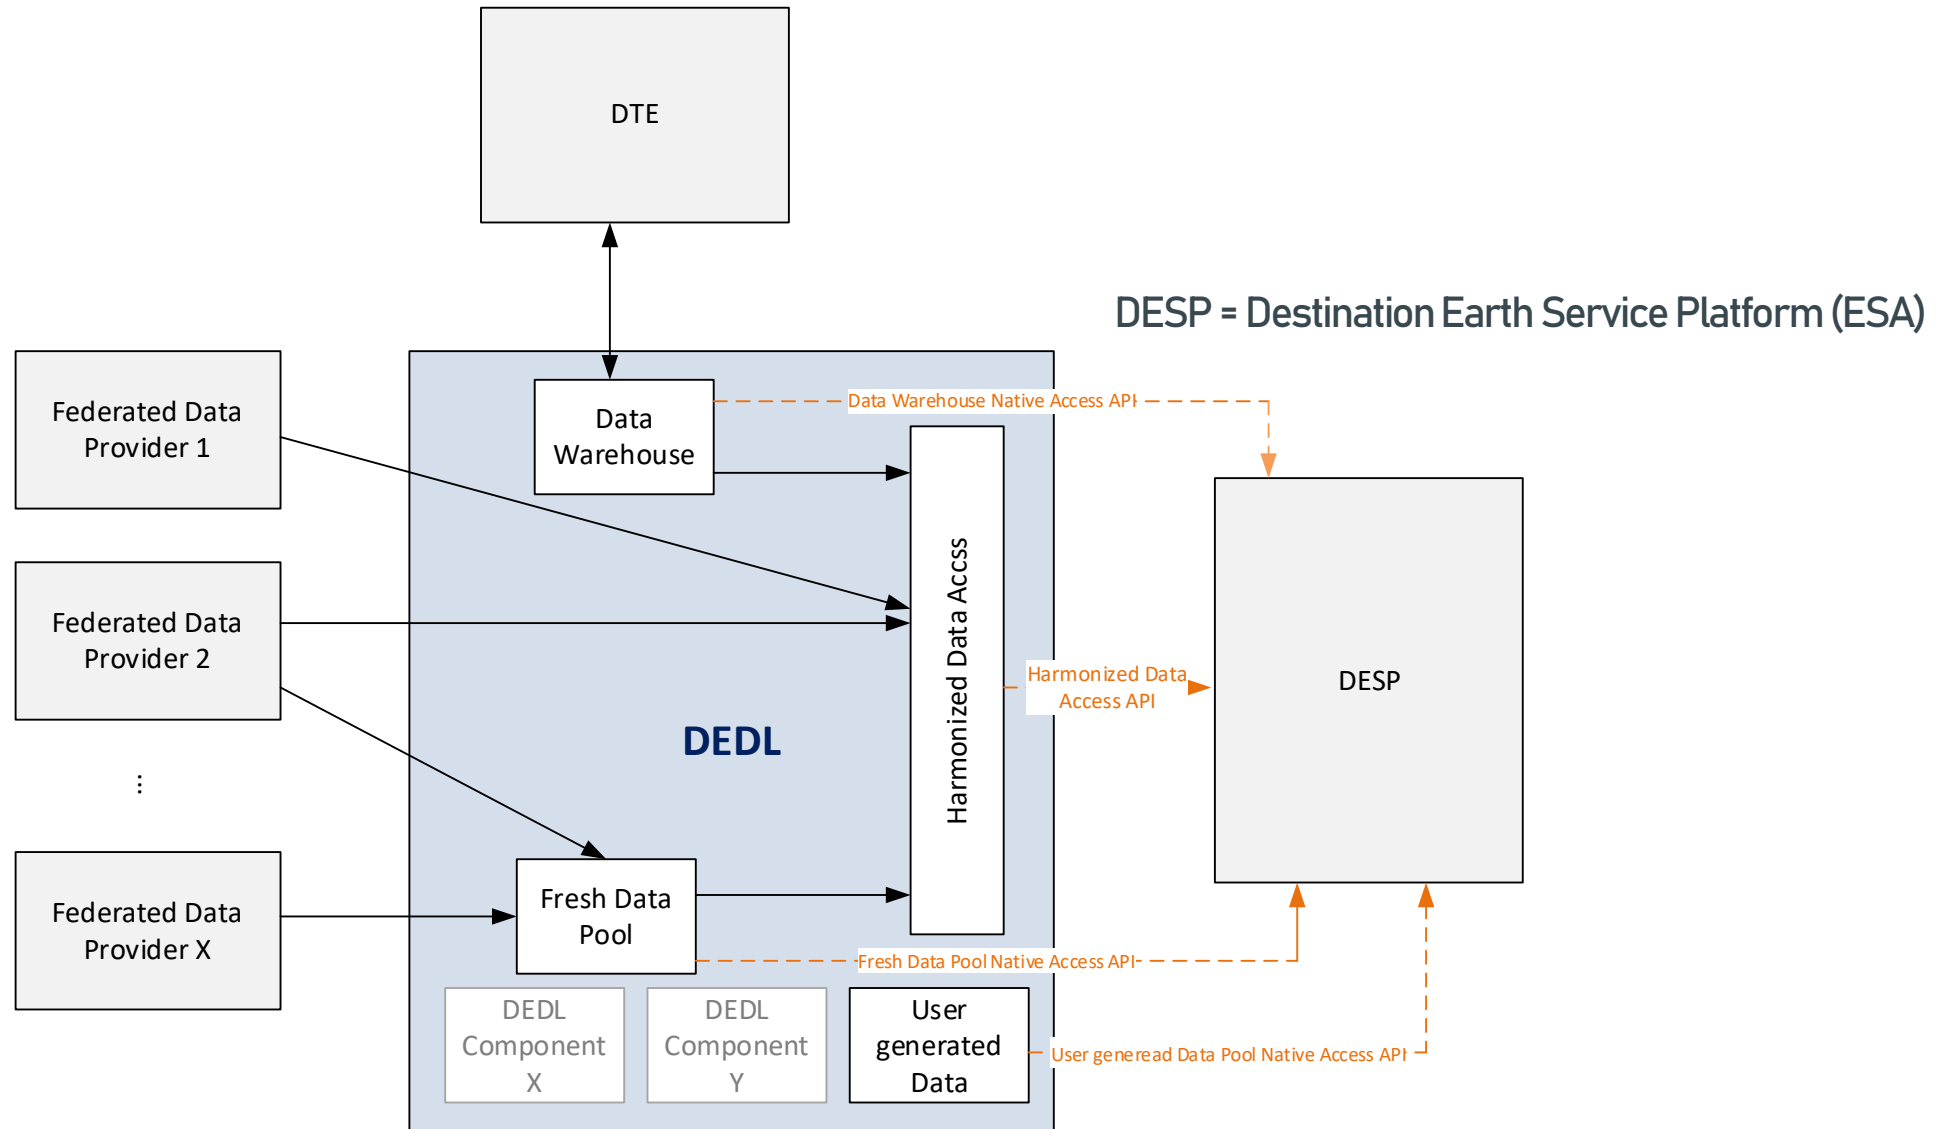 DTE
DESP = Destination Earth Service Platform (ESA)
Federated Data
Provider 1
Data
Warehouse
Data Warehouse Native Access API
Federated Data
Provider 2
Harmonized Data Accss
Harmonized Data
Access API
DESP
DEDL
...
Federated Data
Provider X
Fresh Data
Pool
Fresh Data Pool Native Access API
DEDL
Component
X
DEDL
Component
Y
User
generated
Data
User generead Data Pool Native Access API